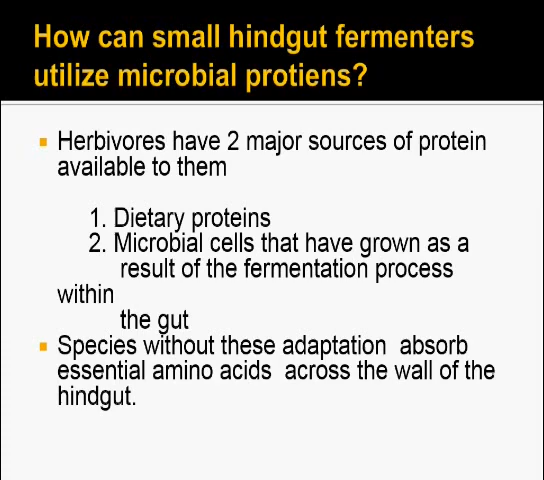 How can small hindgut fermenters
utilize microbial protiens?
Herbivores have 2 major sources of protein
available to them
1. Dietary proteins
2. Microbial cells that have grown as a
result of the fermentation process
within
the gut
Species without these adaptation absorb
essential amino acids across the wall of the
hindgut.